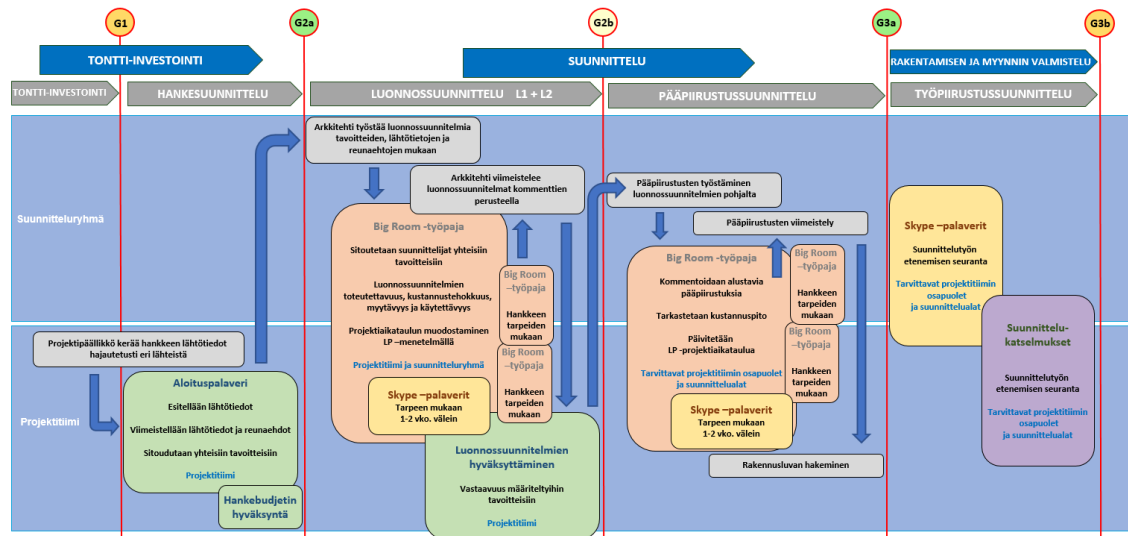 G1
G2a
G2b
G3a
G3b
TONTTI-INVESTOINTI
SUUNNITTELU
RAKENTAMISEN JA MYYNNIN VALMISTELU
TONTTI-INVESTOINTI
HANKESUUNNITTELU
LUONNOSSUUNNITTELU L1 + L2
PÄÄPIIRUSTUSSUUNNITTELU
TYÖPIIRUSTUSSUUNNITTELU
Suunnitteluryhmä
Projektitiimi
Projektipäällikkö kerää hankkeen lähtötiedot
hajautetusti eri lähteistä
Aloituspalaveri
Esitellään lähtötiedot
Viimeistellään lähtötiedot ja reunaehdot
Sitoudutaan yhteisiin tavoitteisiin
Projektitiimi
Hankebudjetin
hyväksyntä
Arkkitehti työstää luonnossuunnitelmia
tavoitteiden, lähtötietojen ja
reunaehtojen mukaan
Arkkitehti viimeistelee
luonnossuunnitelmat kommenttien
perusteella
Big Room -työpaja
Sitoutetaan suunnittelijat yhteisiin
tavoitteisiin
Luonnossuunnitelmien
toteutettavuus, kustannustehokkuus,
myytävyys ja käytettävyys
Projektiaikataulun muodostaminen
LP –menetelmällä
Projektitiimi ja suunnitteluryhmä
Big Room
–työpaja
Hankkeen
tarpeiden
mukaan
Big Room
–työpaja
Hankkeen
tarpeiden
mukaan
Skype –palaverit
Tarpeen mukaan
1-2 vko. välein
Luonnossuunnitelmien
hyväksyttäminen
Vastaavuus määriteltyihin
tavoitteisiin
Projektitiimi
Pääpiirustusten työstäminen
luonnossuunnitelmien pohjalta
Pääpiirustusten viimeistely
Big Room -työpaja
Kommentoidaan alustavia
pääpiirustuksia
Tarkastetaan kustannuspito
Päivitetään
LP -projektiaikataulua
Tarvittavat projektitiimin osapuolet
ja suunnittelualat
Big Room
–työpaja
Hankkeen
tarpeiden
mukaan
Big Room
–työpaja
Hankkeen
tarpeiden
mukaan
Skype –palaverit
Tarpeen mukaan
1-2 vko. välein
Rakennusluvan hakeminen
Skype –palaverit
Suunnittelutyön
etenemisen seuranta
Tarvittavat projektitiimin
osapuolet
ja suunnittelualat
Suunnittelu-
katselmukset
Suunnittelutyön
etenemisen seuranta
Tarvittavat projektitiimin
osapuolet
ja suunnittelualat